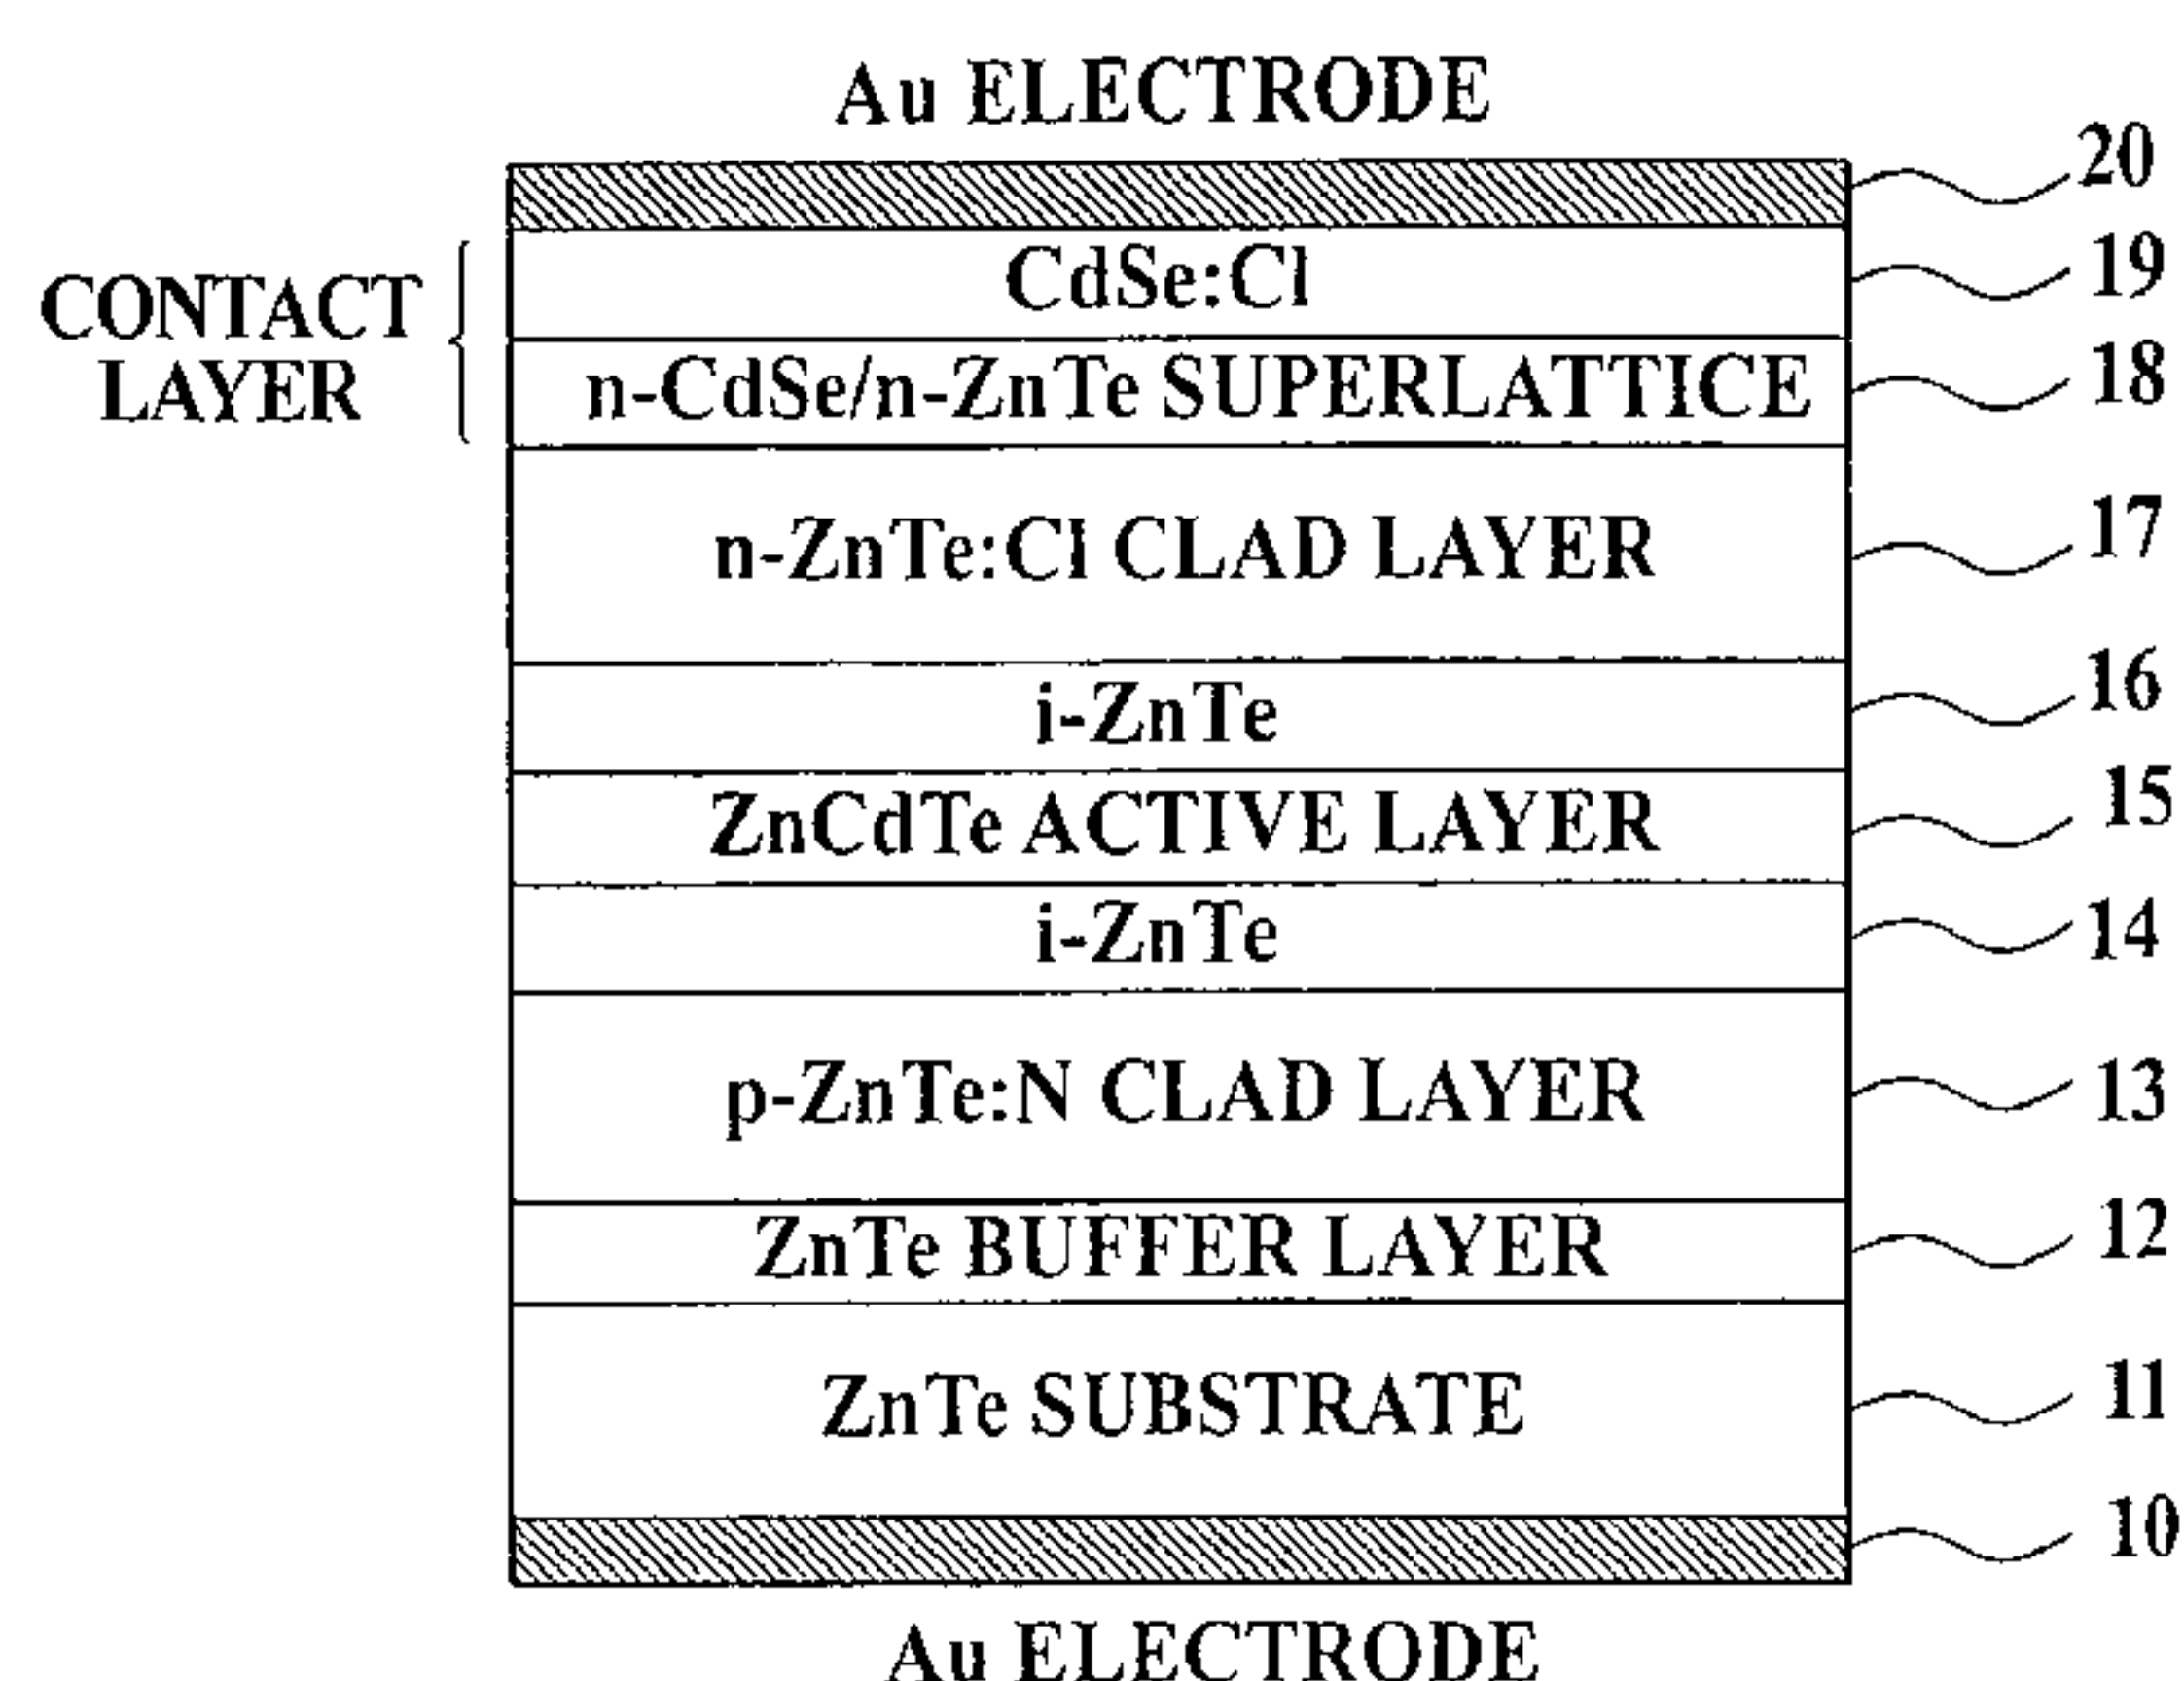 Au ELECTRODE
20
CdSe:Cl
19
CONTACT
LAYER
n-CdSe/n-ZnTe SUPERLATTICE
18
n-ZnTe:Cl CLAD LAYER
17
i-ZnTe
16
ZnCdTe ACTIVE LAYER
15
i-ZnTe
14
p-ZnTe:N CLAD LAYER
13
ZnTe BUFFER LAYER
12
ZnTe SUBSTRATE
11
10
Au ELECTRODE